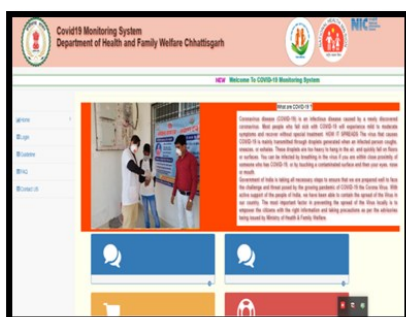 Covid19 Monitoring System
Department of Health and Family Welfare Chhattisgarh
NIC
NEW Welcome To COVID-19 Monitoring System
Home
Login
Guideline
FAQ
Contact US
What are COVID-19 ?
Coronavirus disease (COVID-19) is an infectious disease caused by a newly discovered
coronavirus. Most people who fall sick with COVID-19 will experience mild to moderate
symptoms and recover without special treatment. HOW IT SPREADS The virus that causes
COVID-19 is mainly transmitted through droplets generated when an infected person coughs,
sneezes, or exhales. These droplets are too heavy to hang in the air, and quickly fall on floors
or surfaces. You can be infected by breathing in the virus if you are within close proximity of
someone who has COVID-19, or by touching a contaminated surface and then your eyes, nose
or mouth.
Government of India is taking all necessary steps to ensure that we are prepared well to face
the challenge and threat posed by the growing pandemic of COVID-19 the Corona Virus. With
active support of the people of India, we have been able to contain the spread of the Virus in
our country. The most important factor in preventing the spread of the Virus locally is to
empower the citizens with the right information and taking precautions as per the advisories
being issued by Ministry of Health & Family Welfare.